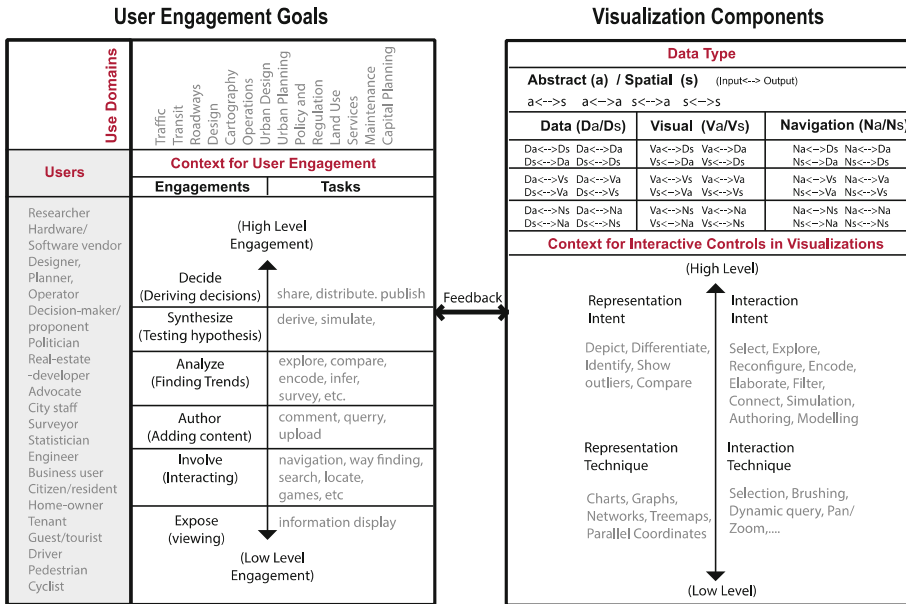 User Engagement Goals
Use Domains
Traffic
Transit
Roadways
Design
Cartography
Operations
Urban Design
Urban Planning
Policy and
Regulation
Land Use
Services
Maintenance
Capital Planning
Users
Context for User Engagement
Engagements
Tasks
Researcher
Hardware/
Software vendor
Designer,
Planner,
Operator
Decision-maker/
proponent
Politician
Real-estate
-developer
Advocate
City staff
Surveyor
Statistician
Engineer
Business user
Citizen/resident
Home-owner
Tenant
Guest/tourist
Driver
Pedestrian
Cyclist
(High Level
Engagement)
Decide
(Deriving decisions)
share, distribute. publish
Synthesize
(Testing hypothesis)
derive, simulate,
Analyze
(Finding Trends)
explore, compare,
encode, infer,
survey, etc.
Author
(Adding content)
comment, querry,
upload
Involve
(Interacting)
navigation, way finding,
search, locate,
games, etc
Expose
(viewing)
information display
(Low Level
Engagement)
Feedback
Visualization Components
Data Type
Abstract (a) / Spatial (s) (Input<--> Output)
a<-->s a<-->a s<-->a s<-->s
Data (Da/Ds)
Visual (Va/Vs)
Navigation (Na/Ns)
Da<-->Ds Da<-->Da
Ds<-->Da Ds<-->Ds
Va<-->Ds Va<-->Da
Vs<-->Da Vs<-->Ds
Na<-->Ds Na<-->Da
Ns<-->Da Ns<-->Ds
Da<-->Vs Da<-->Va
Ds<-->Va Ds<-->Vs
Va<-->Vs Va<-->Va
Vs<-->Va Vs<-->Vs
Na<-->Vs Na<-->Va
Ns<-->Va Ns<-->Vs
Da<-->Ns Da<-->Na
Ds<-->Na Ds<-->Ns
Va<-->Ns Va<-->Na
Vs<-->Na Vs<-->Ns
Na<-->Ns Na<-->Na
Ns<-->Na Ns<-->Ns
Context for Interactive Controls in Visualizations
(High Level)
Representation
Intent
Interaction
Intent
Depict, Differentiate,
Identify, Show
outliers, Compare
Select, Explore,
Reconfigure, Encode,
Elaborate, Filter,
Connect, Simulation,
Authoring, Modelling
Representation
Technique
Interaction
Technique
Charts, Graphs,
Networks, Treemaps,
Parallel Coordinates
Selection, Brushing,
Dynamic query, Pan/
Zoom,....
(Low Level)